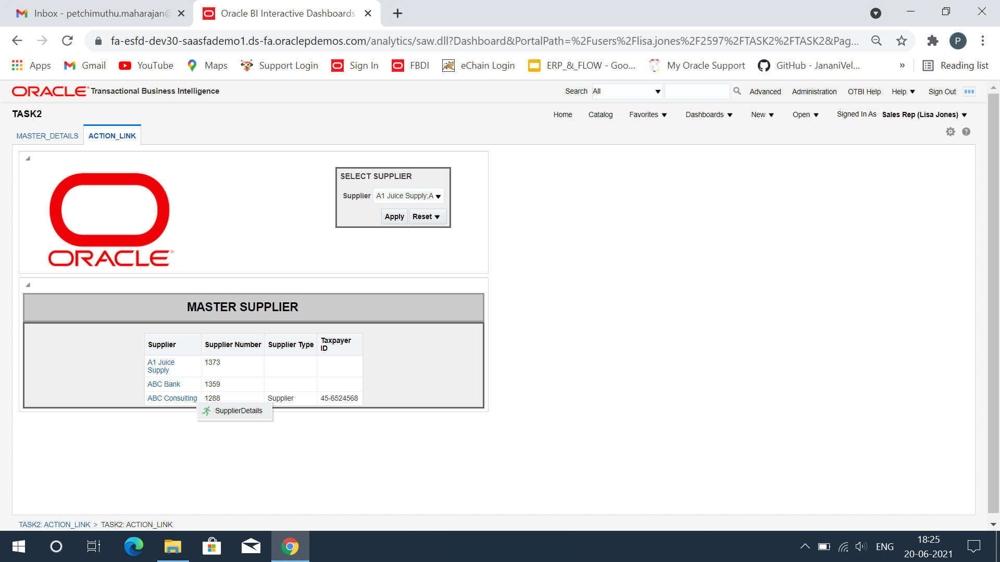 Inbox - petchimuthu.maharajan@
Oracle BI Interactive Dashboards
fa-esfd-dev30-saasfademo1.ds-fa.oraclepdemos.com/analytics/saw.dll?Dashboard&PortalPath=%2Fusers%2Flisa.jones%2F2597%2FTASK2%2FTASK2&Pag...
P
Apps
Gmail
YouTube
Maps
Support Login
Sign In
FBDI
eChain Login
ERP_&_FLOW - Goo...
My Oracle Support
GitHub - JananiVel...
»
Reading list
ORACLE Transactional Business Intelligence
Search
All
Advanced
Administration
OTBI Help
Help
Sign Out
TASK2
Home
Catalog
Favorites
Dashboards
New
Open
Signed In As Sales Rep (Lisa Jones)
MASTER_DETAILS
ACTION_LINK
ORACLE
SELECT SUPPLIER
Supplier A1 Juice Supply;A
Apply Reset
MASTER SUPPLIER
Supplier Supplier Number Supplier Type Taxpayer ID
A1 Juice Supply 1373
ABC Bank 1359
ABC Consulting 1288 Supplier 45-6524568
SupplierDetails
TASK2: ACTION_LINK > TASK2: ACTION_LINK
ENG
18:25
20-06-2021